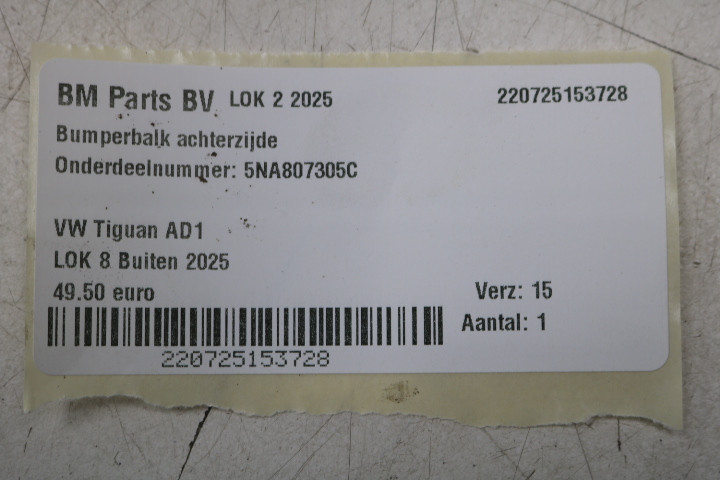 BM Parts BV LOK 2 2025 220725153728
Bumperbalk achterzijde
Onderdeelnummer: 5NA807305C
VW Tiguan AD1
LOK 8 Buiten 2025
49.50 euro Verz: 15
Aantal: 1
220725153728